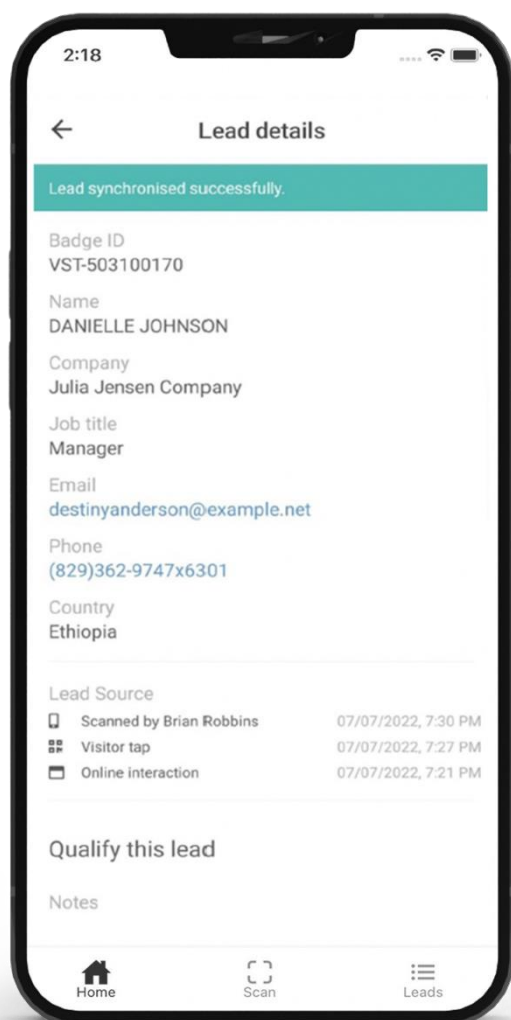 2:18
Lead details
Lead synchronised successfully.
Badge ID
VST-503100170
Name
DANIELLE JOHNSON
Company
Julia Jensen Company
Job title
Manager
Email
destinyanderson@example.net
Phone
(829)362-9747x6301
Country
Ethiopia
Lead Source
Scanned by Brian Robbins 07/07/2022, 7:30 PM
Visitor tap 07/07/2022, 7:27 PM
Online interaction 07/07/2022, 7:21 PM
Qualify this lead
Notes
Home Scan Leads